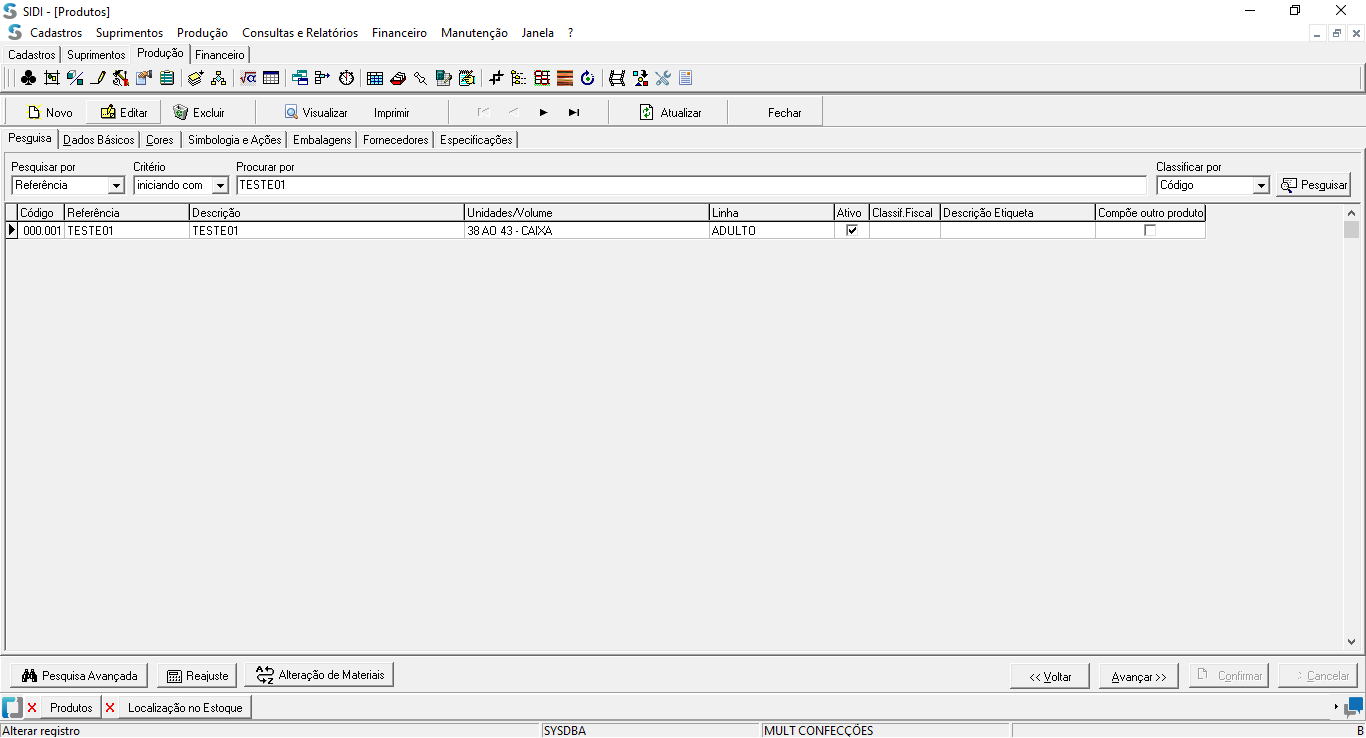 SIDI - [Produtos]
Cadastros Suprimentos Produção Consultas e Relatórios Financeiro Manutenção Janela ?
Cadastros Suprimentos Produção Financeiro
Novo Editar Excluir Visualizar Imprimir Atualizar Fechar
Pesquisa Dados Básicos Cores Simbologia e Ações Embalagens Fornecedores Especificações
Pesquisar por Critério Procurar por Classificar por
Referência iniciando com TESTE01 Código Pesquisar
Código Referência Descrição Unidades/Volume Linha Ativo Classif.Fiscal Descrição Etiqueta Compõe outro produto
000.001 TESTE01 TESTE01 38 AO 43 - CAIXA ADULTO
Pesquisa Avançada Reajuste Alteração de Materiais << Voltar Avançar >> Confirmar Cancelar
Produtos Localização no Estoque
Alterar registro SYSDBA MULT CONFECÇÕES B